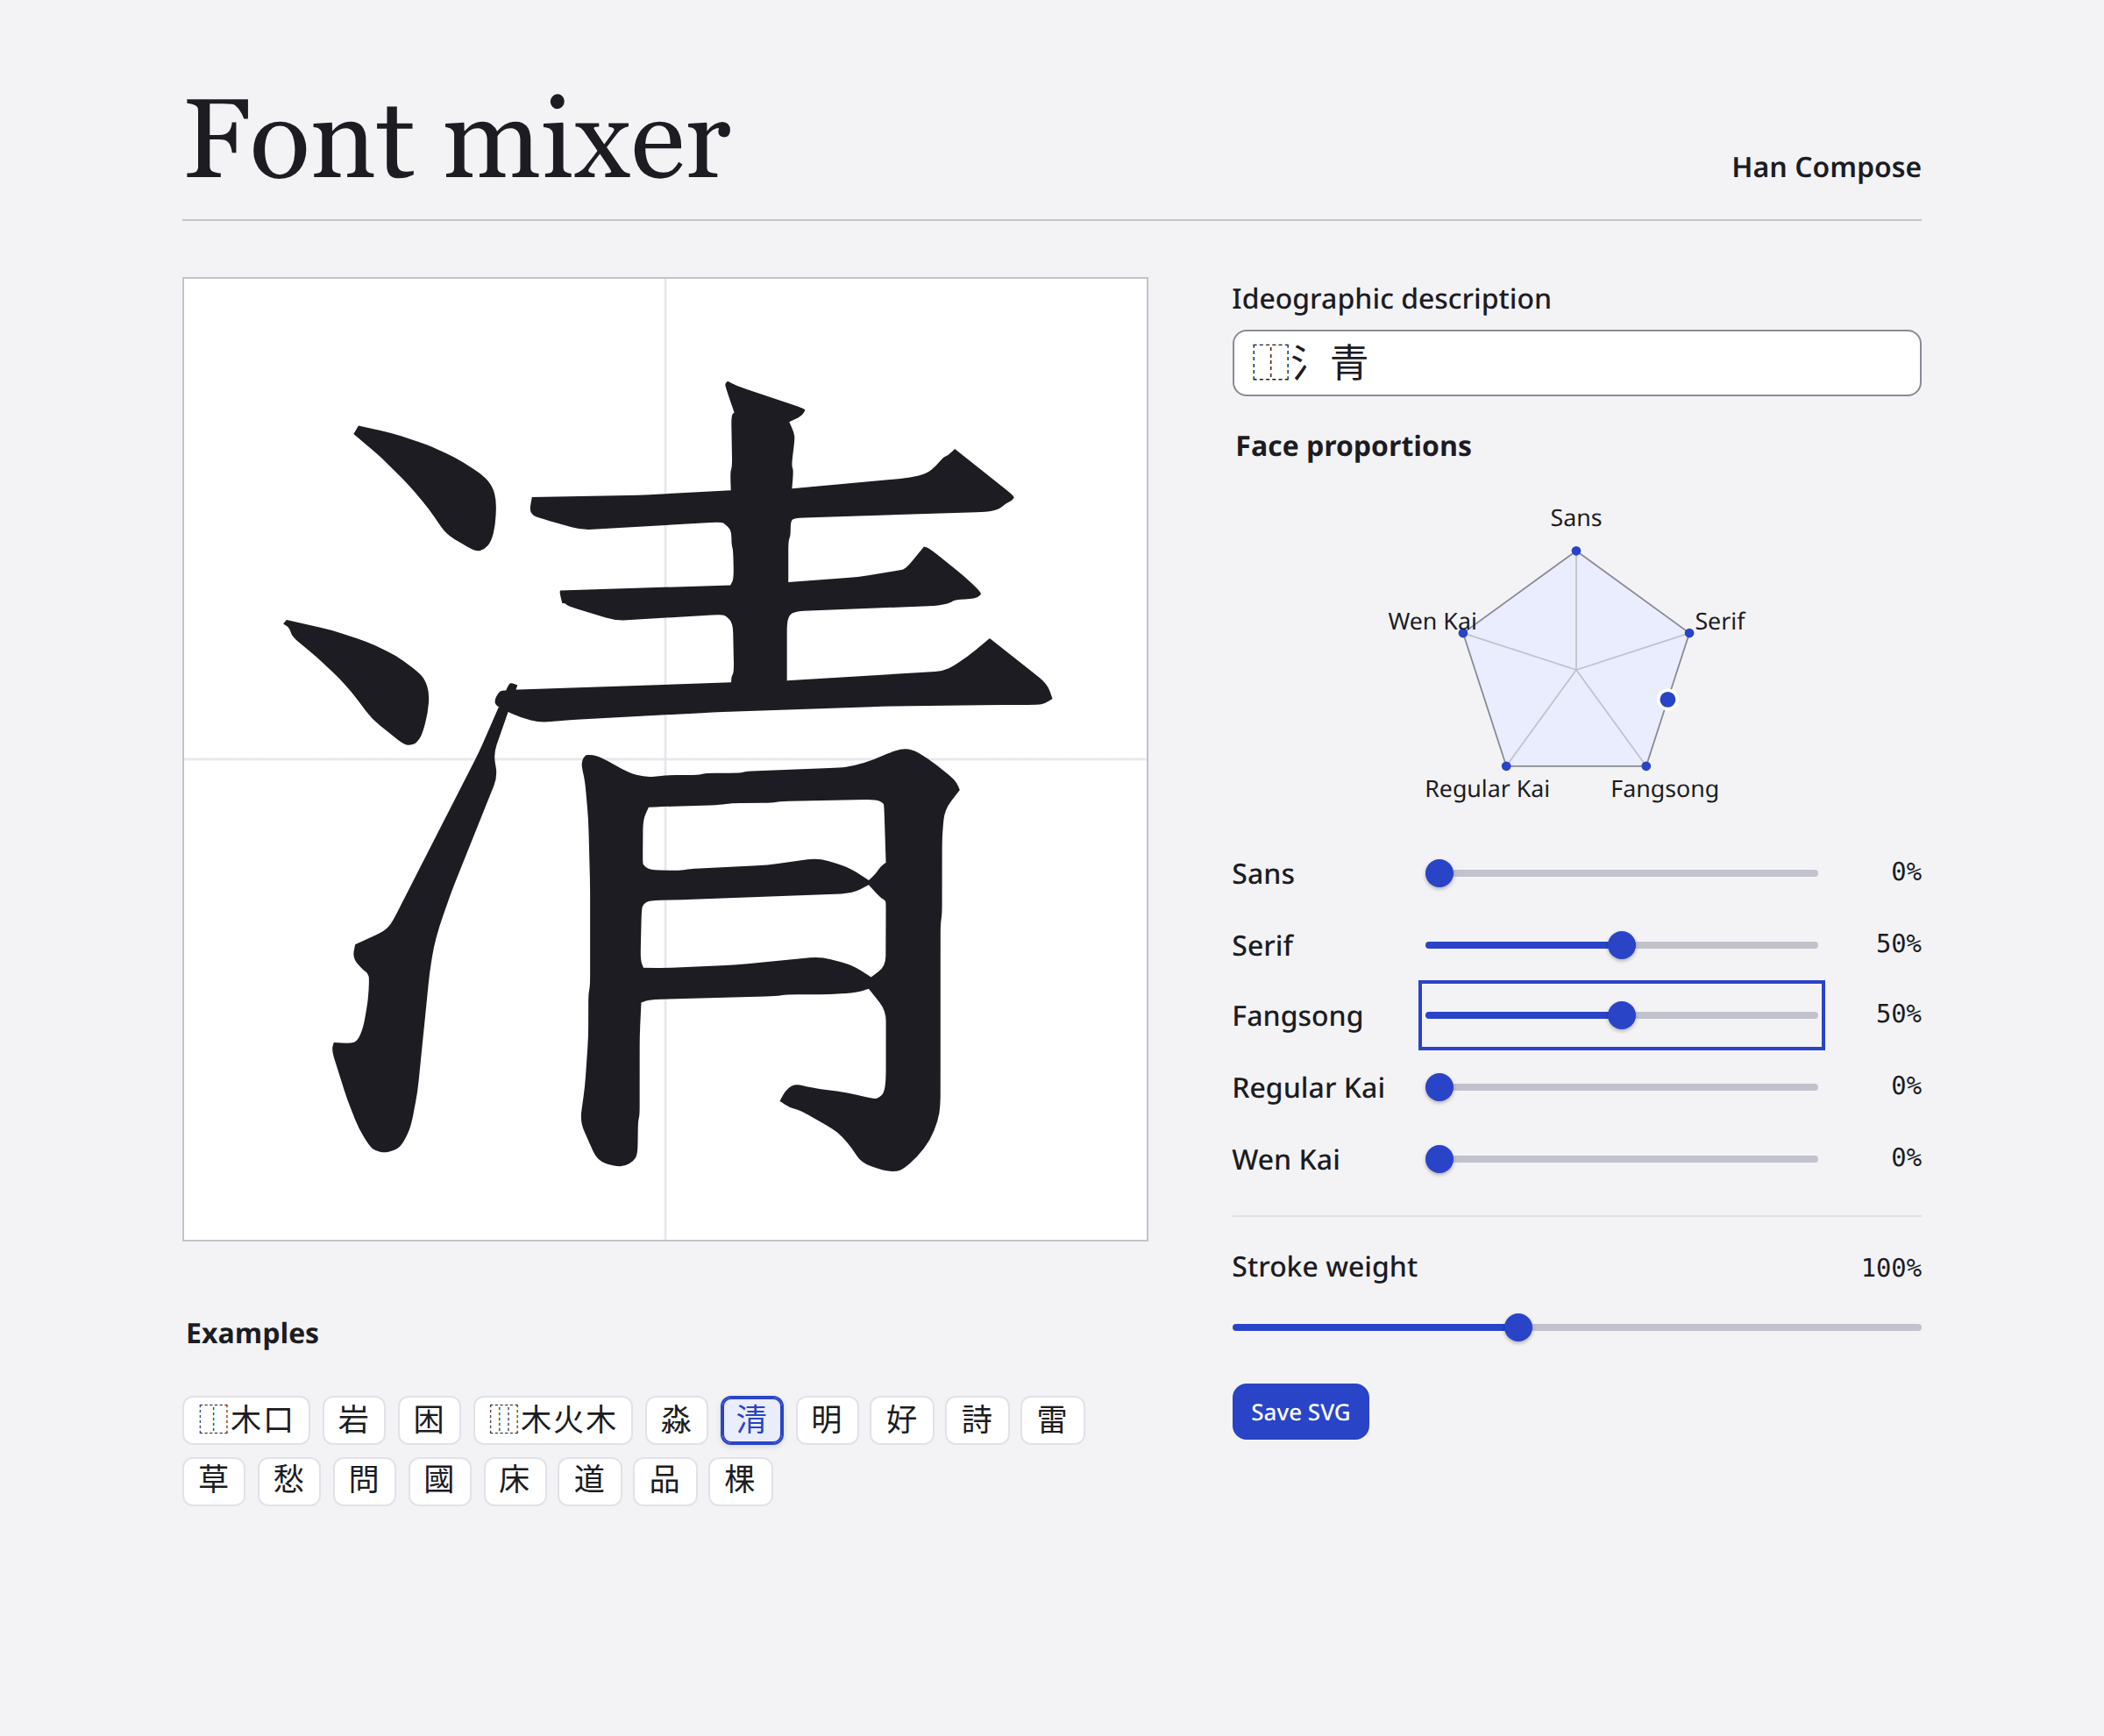 Font mixer
Han Compose
清
Ideographic description
⿰氵青
Face proportions
Sans
Wen Kai
Serif
Regular Kai
Fangsong
Sans 0%
Serif 50%
Fangsong 50%
Regular Kai 0%
Wen Kai 0%
Stroke weight 100%
Save SVG
Examples
⿰木口 岩 困 ⿲木火木 淼 清 明 好 詩 雷
草 愁 問 國 床 道 品 棵